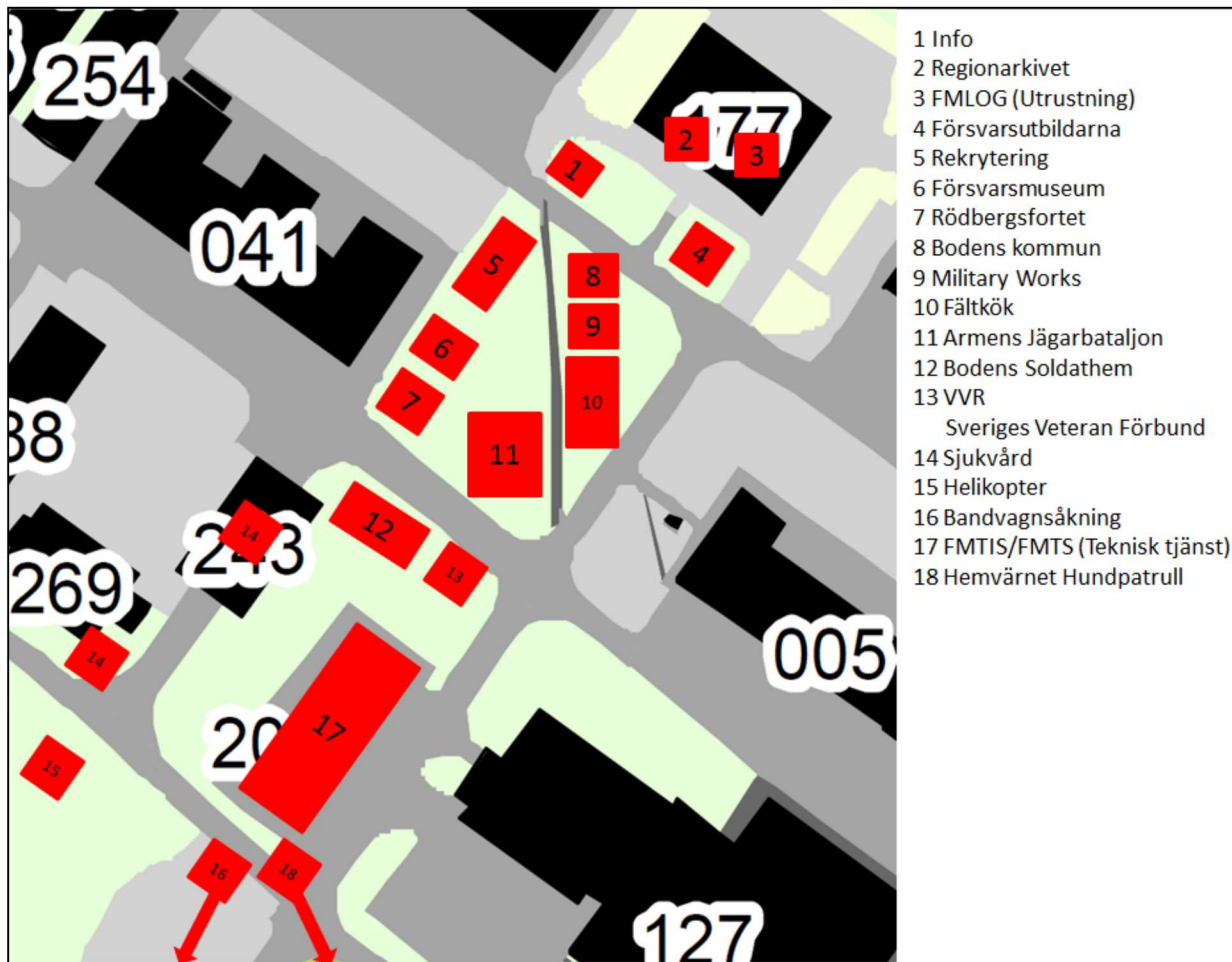 254
177
2
3
1
4
041
5
8
9
6
7
10
11
38
12
14
243
13
269
14
005
17
20
15
16
18
127
1 Info
2 Regionarkivet
3 FMLOG (Utrustning)
4 Försvarsutbildarna
5 Rekrytering
6 Försvarsmuseum
7 Rödbergsfortet
8 Bodens kommun
9 Military Works
10 Fältkök
11 Armens Jägarbataljon
12 Bodens Soldathem
13 VVR
Sveriges Veteran Förbund
14 Sjukvård
15 Helikopter
16 Bandvagnsåkning
17 FMTIS/FMTS (Teknisk tjänst)
18 Hemvärnet Hundpatrull